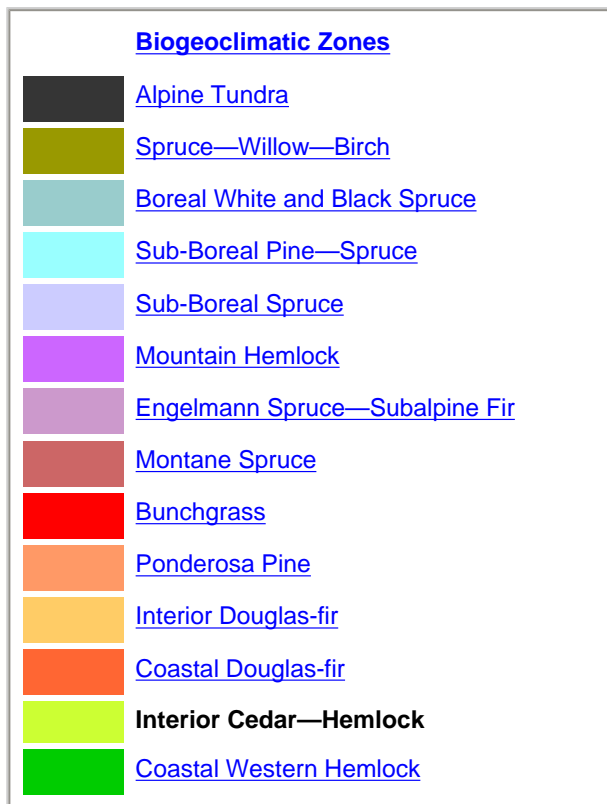 Biogeoclimatic Zones
Alpine Tundra
Spruce—Willow—Birch
Boreal White and Black Spruce
Sub-Boreal Pine—Spruce
Sub-Boreal Spruce
Mountain Hemlock
Engelmann Spruce—Subalpine Fir
Montane Spruce
Bunchgrass
Ponderosa Pine
Interior Douglas-fir
Coastal Douglas-fir
Interior Cedar—Hemlock
Coastal Western Hemlock